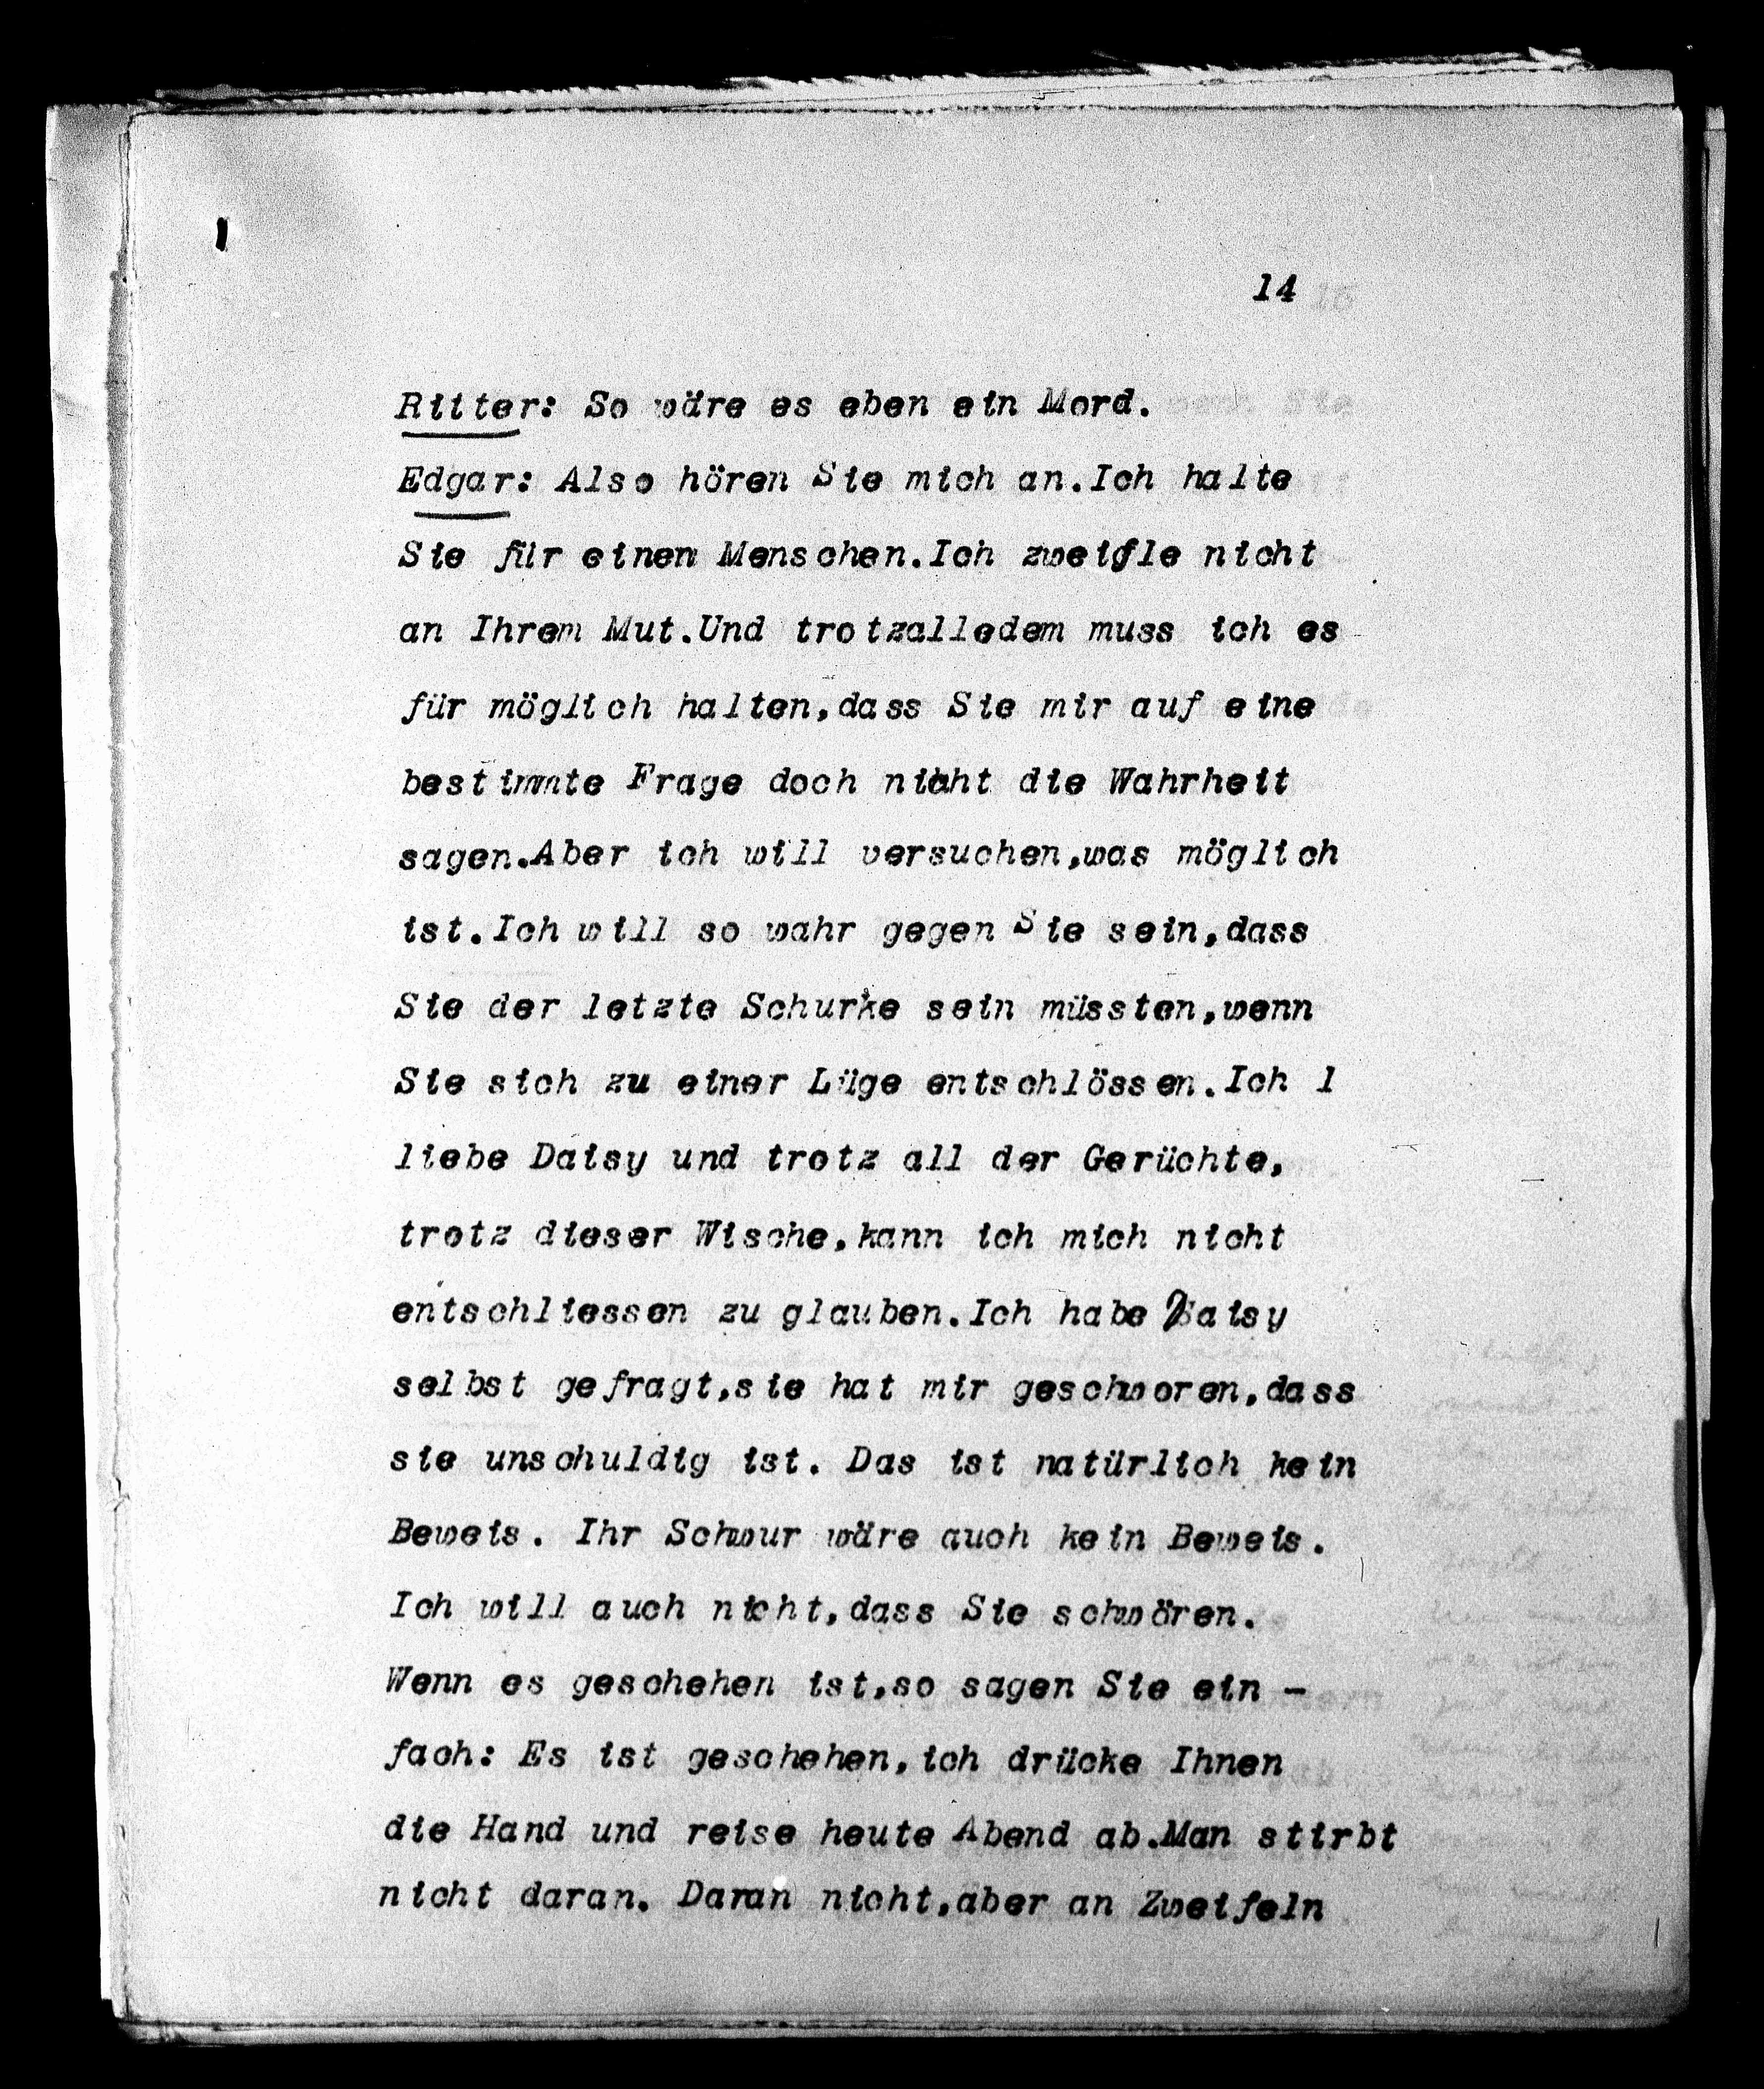 14
Ritter: So wäre es eben ein Mord.
Edgar: Also hören Sie mich an.Ich halte
Sie für einen Menschen.Ich zweifle nicht
an Ihrem Mut.Und trotzalledem muss ich es
für möglich halten,dass Sie mir auf eine
bestimmte Frage doch nicht die Wahrheit
sagen.Aber ich will versuchen,was möglich
ist.Ich will so wahr gegen Sie sein,dass
Sie der letzte Schurke sein müssten,wenn
Sie sich zu einer Lüge entschlössen.Ich l
liebe Daisy und trotz all der Gerüchte,
trotz dieser Wische,kann ich mich nicht
entschliessen zu glauben.Ich habe Daisy
selbst gefragt,sie hat mir geschworen,dass
sie unschuldig ist. Das ist natürlich kein
Beweis. Ihr Schwur wäre auch kein Beweis.
Ich will auch nicht,dass Sie schwören.
Wenn es geschehen ist,so sagen Sie ein -
fach: Es ist geschehen,ich drücke Ihnen
die Hand und reise heute Abend ab.Man stirbt
nicht daran. Daran nicht,aber an Zweifeln